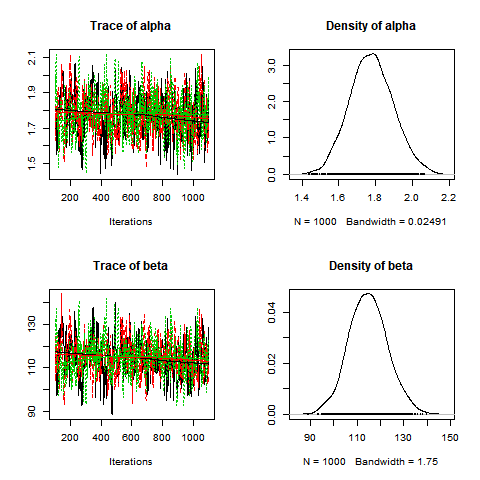 Trace of alpha
1.5 1.7 1.9 2.1
200 400 600 800 1000
Iterations
Density of alpha
0.0 1.0 2.0 3.0
1.4 1.6 1.8 2.0 2.2
N = 1000 Bandwidth = 0.02491
Trace of beta
90 110 130
200 400 600 800 1000
Iterations
Density of beta
0.00 0.02 0.04
90 110 130 150
N = 1000 Bandwidth = 1.75